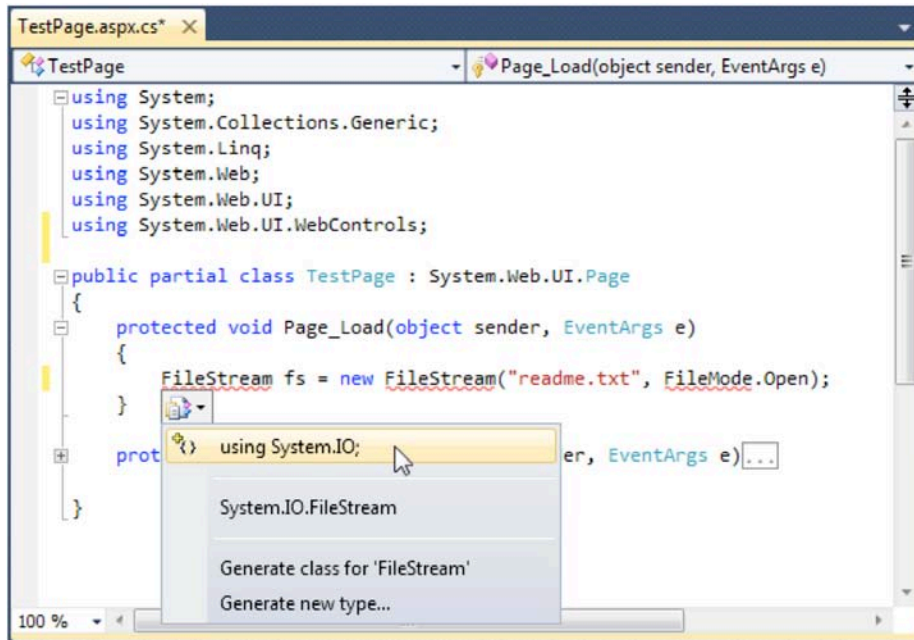 TestPage.aspx.cs*
TestPage Page_Load(object sender, EventArgs e)
using System;
using System.Collections.Generic;
using System.Linq;
using System.Web;
using System.Web.UI;
using System.Web.UI.WebControls;
public partial class TestPage : System.Web.UI.Page
{
protected void Page_Load(object sender, EventArgs e)
{
FileStream fs = new FileStream("readme.txt", FileMode.Open);
}
using System.IO;
prot er, EventArgs e)...
System.IO.FileStream
}
Generate class for 'FileStream'
Generate new type...
100 %